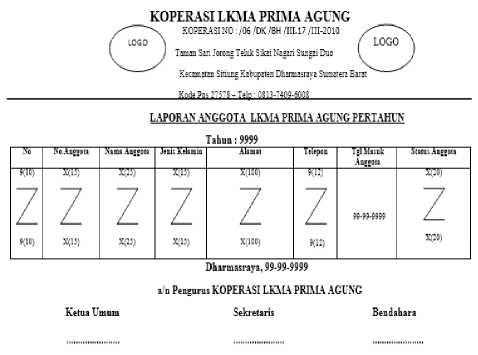 KOPERASI LKMA PRIMA AGUNG
LOGO
KOPERASI NO : /06 /DK /BH /III.17 /III-2010
LOGO
Taman Sari Jorong Teluk Sikai Nagari Sungai Duo
Kecamatan Sitiung Kabupaten Dharmasraya Sumatera Barat
Kode Pos 27578 – Telp : 0813-7409-6008
LAPORAN ANGGOTA LKMA PRIMA AGUNG PERTAHUN
Tahun : 9999
No No.Anggota Nama Anggota Jenis Kelamin Alamat Telepon Tgl Masuk Anggota Status Anggota
9(10) X(15) X(25) X(15) X(100) 9(12) X(20)
99-99-9999
9(10) X(15) X(25) X(15) X(100) 9(12) X(20)
Dharmasraya, 99-99-9999
a/n Pengurus KOPERASI LKMA PRIMA AGUNG
Ketua Umum Sekretaris Bendahara
...................... ..................... .....................